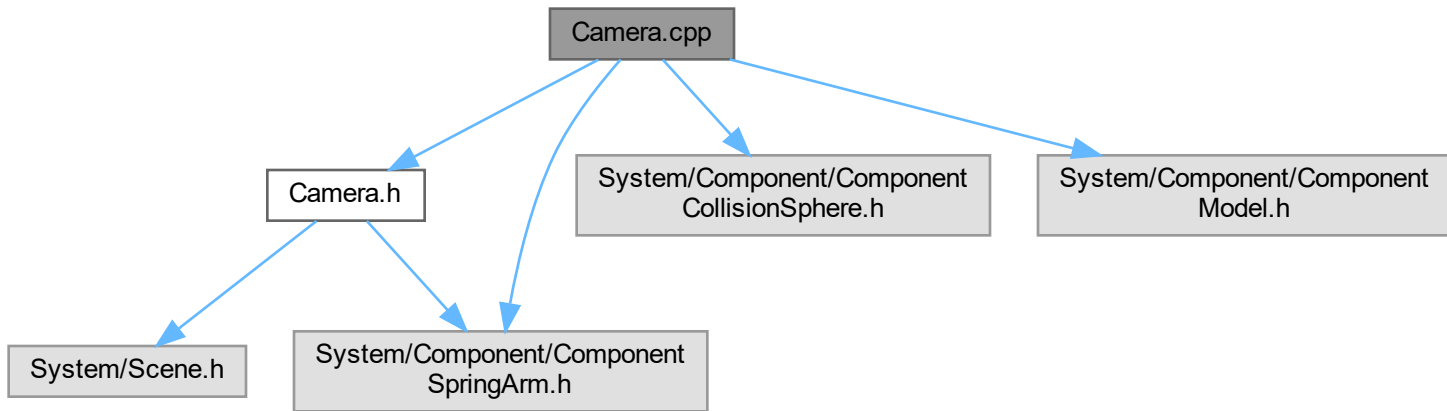 Camera.cpp
Camera.h
System/Component/Component
CollisionSphere.h
System/Component/Component
Model.h
System/Scene.h
System/Component/Component
SpringArm.h